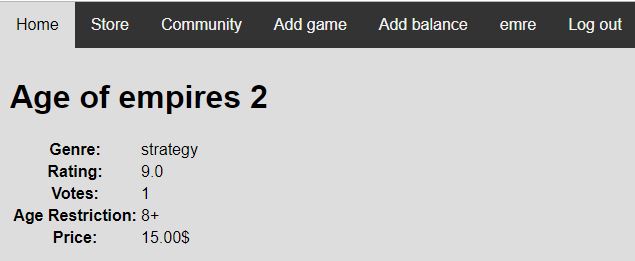 Home Store Community Add game Add balance emre Log out
Age of empires 2
Genre: strategy
Rating: 9.0
Votes: 1
Age Restriction: 8+
Price: 15.00$